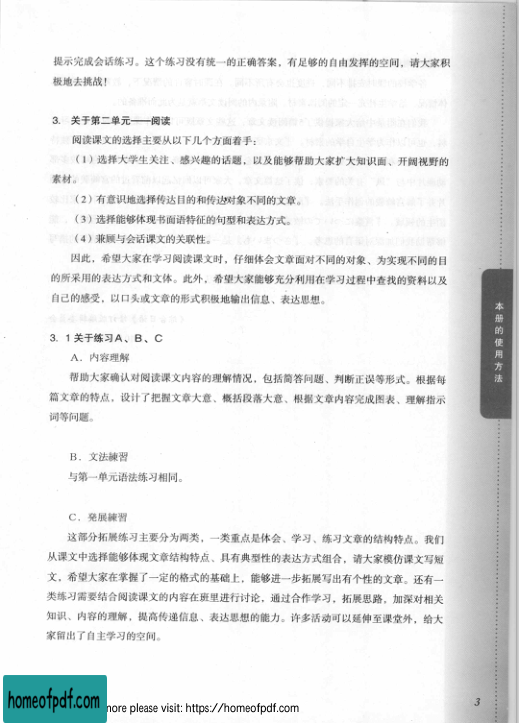 提示完成会话练习。这个练习没有统一的正确答案，有足够的自由发挥的空间，请大家积
极地去挑战！
3. 关于第二单元——阅读
阅读课文的选择主要从以下几个方面着手：
（1）选择大学生关注、感兴趣的话题，以及能够帮助大家扩大知识面、开阔视野的
素材。
（2）有意识地选择传达目的和传达对象不同的文章。
（3）选择能够体现书面语特征的句型和表达方式。
（4）兼顾与会话课文的关联性。
因此，希望大家在学习阅读课文时，仔细体会文章面对不同的对象、为实现不同的目
的所采用的表达方式和文体。此外，希望大家能够充分利用在学习过程中查找的资料以及
自己的感受，以口头或文章的形式积极地输出信息、表达思想。
3. 1 关于练习A、B、C
A. 内容理解
帮助大家确认对阅读课文内容的理解情况，包括简答问题、判断正误等形式。根据每
篇文章的特点，设计了把握文章大意、概括段落大意、根据文章内容完成图表、理解指示
词等问题。
B. 文法練習
与第一单元语法练习相同。
C. 発展練習
这部分拓展练习主要分为两类，一类重点是体会、学习、练习文章的结构特点。我们
从课文中选择能够体现文章结构特点、具有典型性的表达方式组合，请大家模仿课文写短
文，希望大家在掌握了一定的格式的基础上，能够进一步拓展写出有个性的文章。还有一
类练习需要结合阅读课文的内容在班里进行讨论，通过合作学习，拓展思路，加深对相关
知识、内容的理解，提高传递信息、表达思想的能力。许多活动可以延伸至课堂外，给大
家留出了自主学习的空间。
本册的使用方法
3
homeofpdf.com
more please visit: https://homeofpdf.com